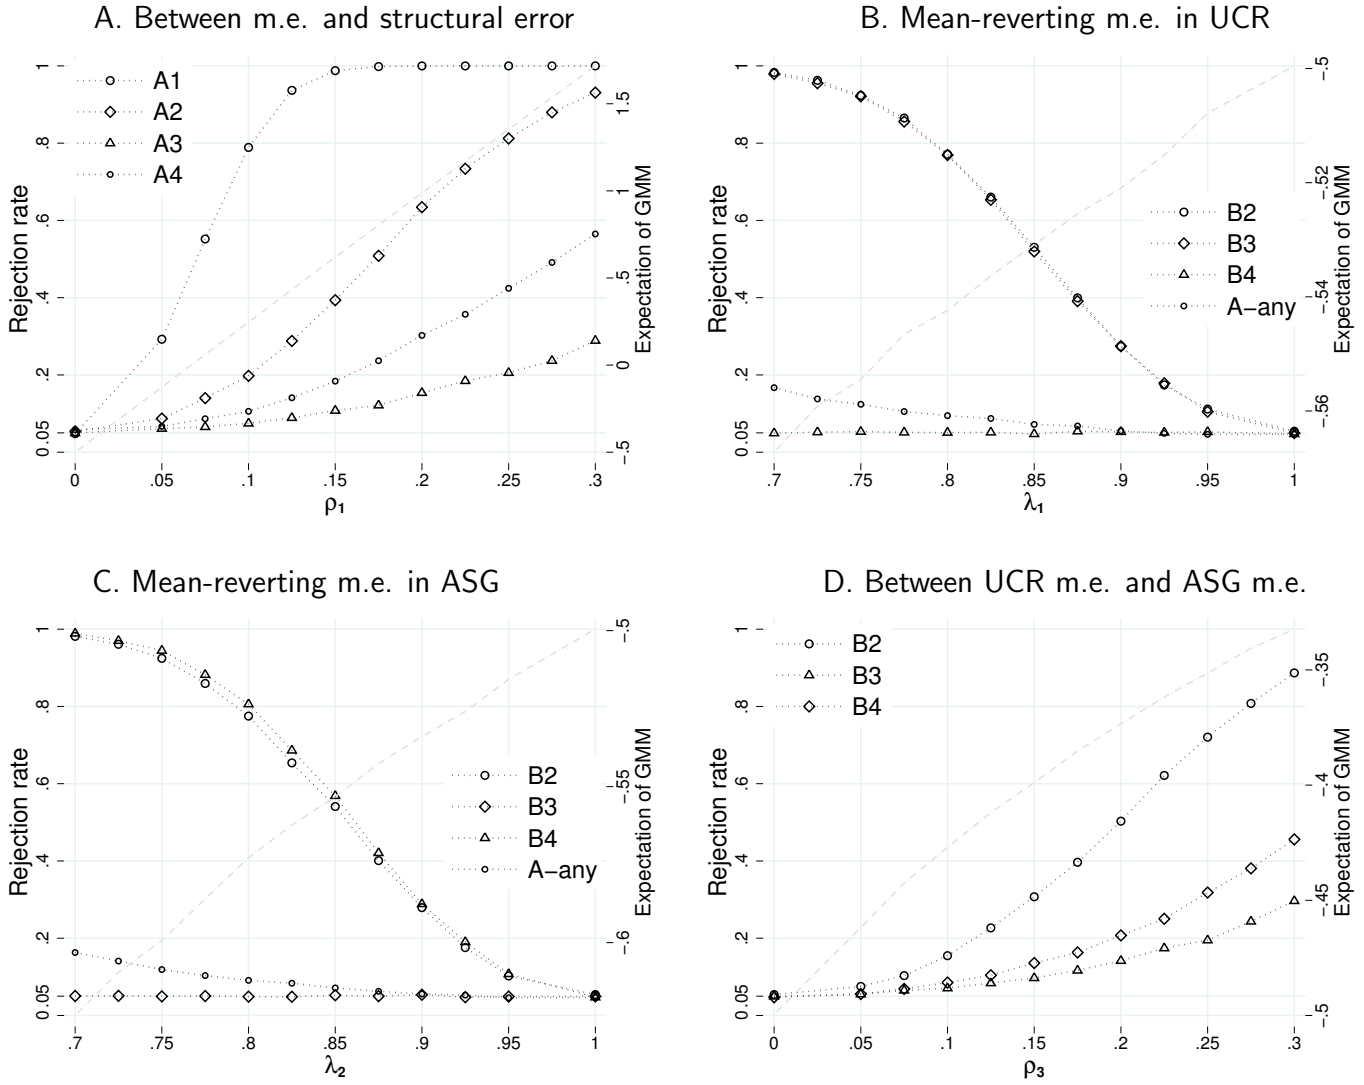 A. Between m.e. and structural error
A1
A2
A3
A4
Rejection rate
0 .05 .2 .4 .6 .8 1
Expectation of GMM
-.5 0 .5 1 1.5
0 .05 .1 .15 .2 .25 .3
ρ1
B. Mean-reverting m.e. in UCR
B2
B3
B4
A−any
Rejection rate
0 .05 .2 .4 .6 .8 1
Expectation of GMM
-.56 -.54 -.52 -.5
.7 .75 .8 .85 .9 .95 1
λ1
C. Mean-reverting m.e. in ASG
B2
B3
B4
A−any
Rejection rate
0 .05 .2 .4 .6 .8 1
Expectation of GMM
-.6 -.55 -.5
.7 .75 .8 .85 .9 .95 1
λ2
D. Between UCR m.e. and ASG m.e.
B2
B3
B4
Rejection rate
0 .05 .2 .4 .6 .8 1
Expectation of GMM
-.5 -.45 -.4 -.35
0 .05 .1 .15 .2 .25 .3
ρ3